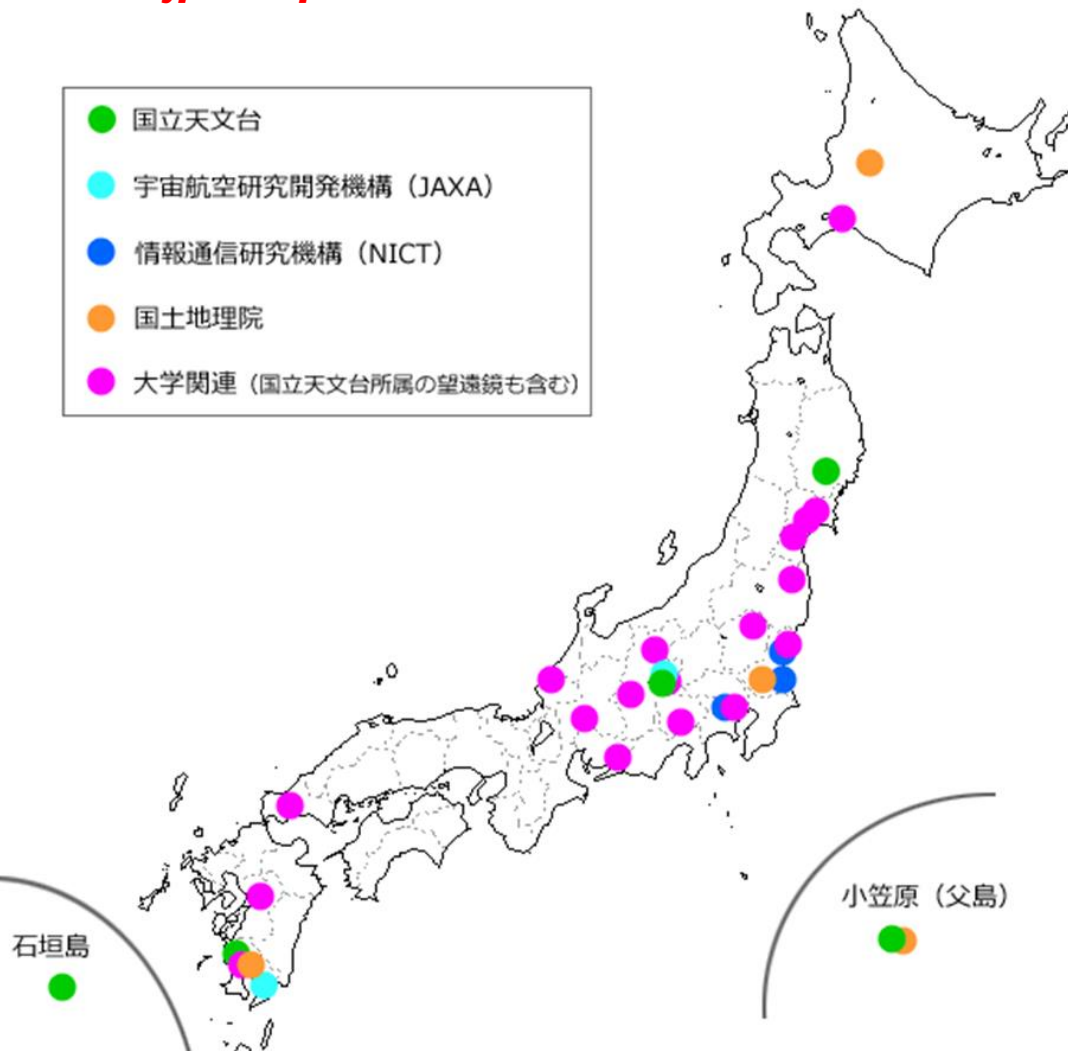 国立天文台
宇宙航空研究開発機構（JAXA）
情報通信研究機構（NICT）
国土地理院
大学関連（国立天文台所属の望遠鏡も含む）
小笠原（父島）
石垣島